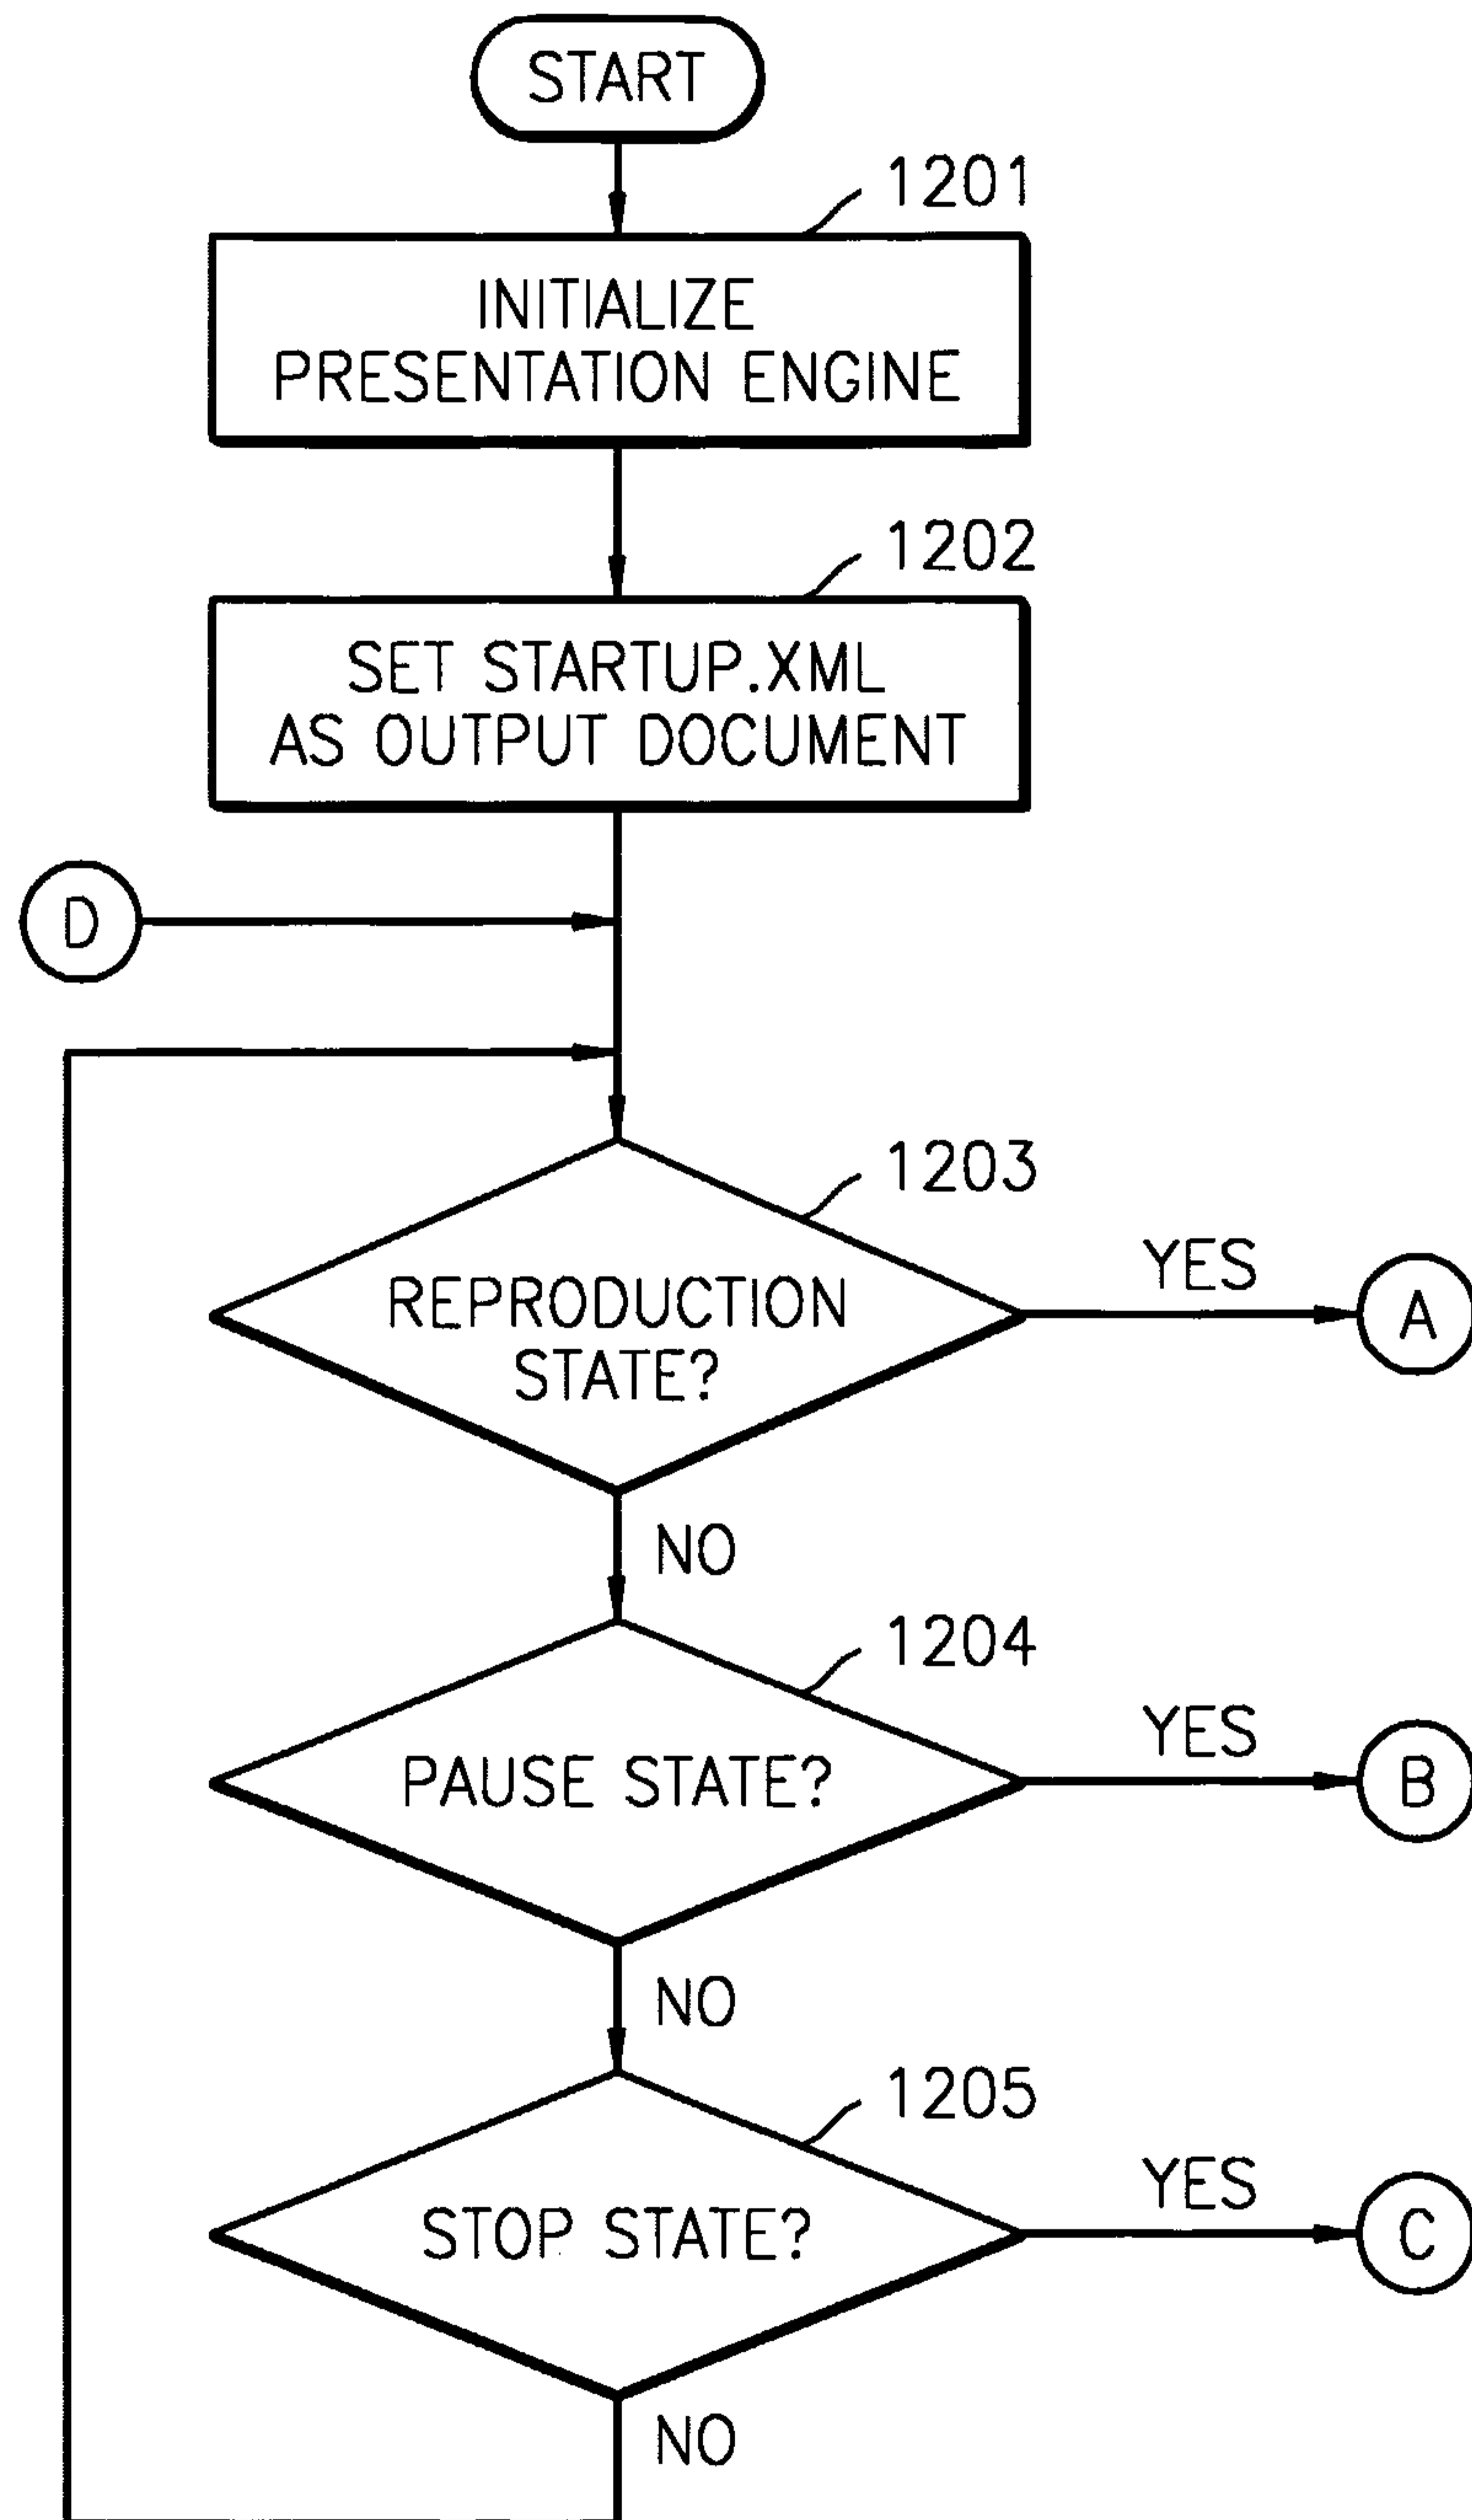 START
1201
INITIALIZE
PRESENTATION ENGINE
1202
SET STARTUP.XML
AS OUTPUT DOCUMENT
D
1203
REPRODUCTION
STATE?
YES
A
NO
1204
PAUSE STATE?
YES
B
NO
1205
STOP STATE?
YES
C
NO